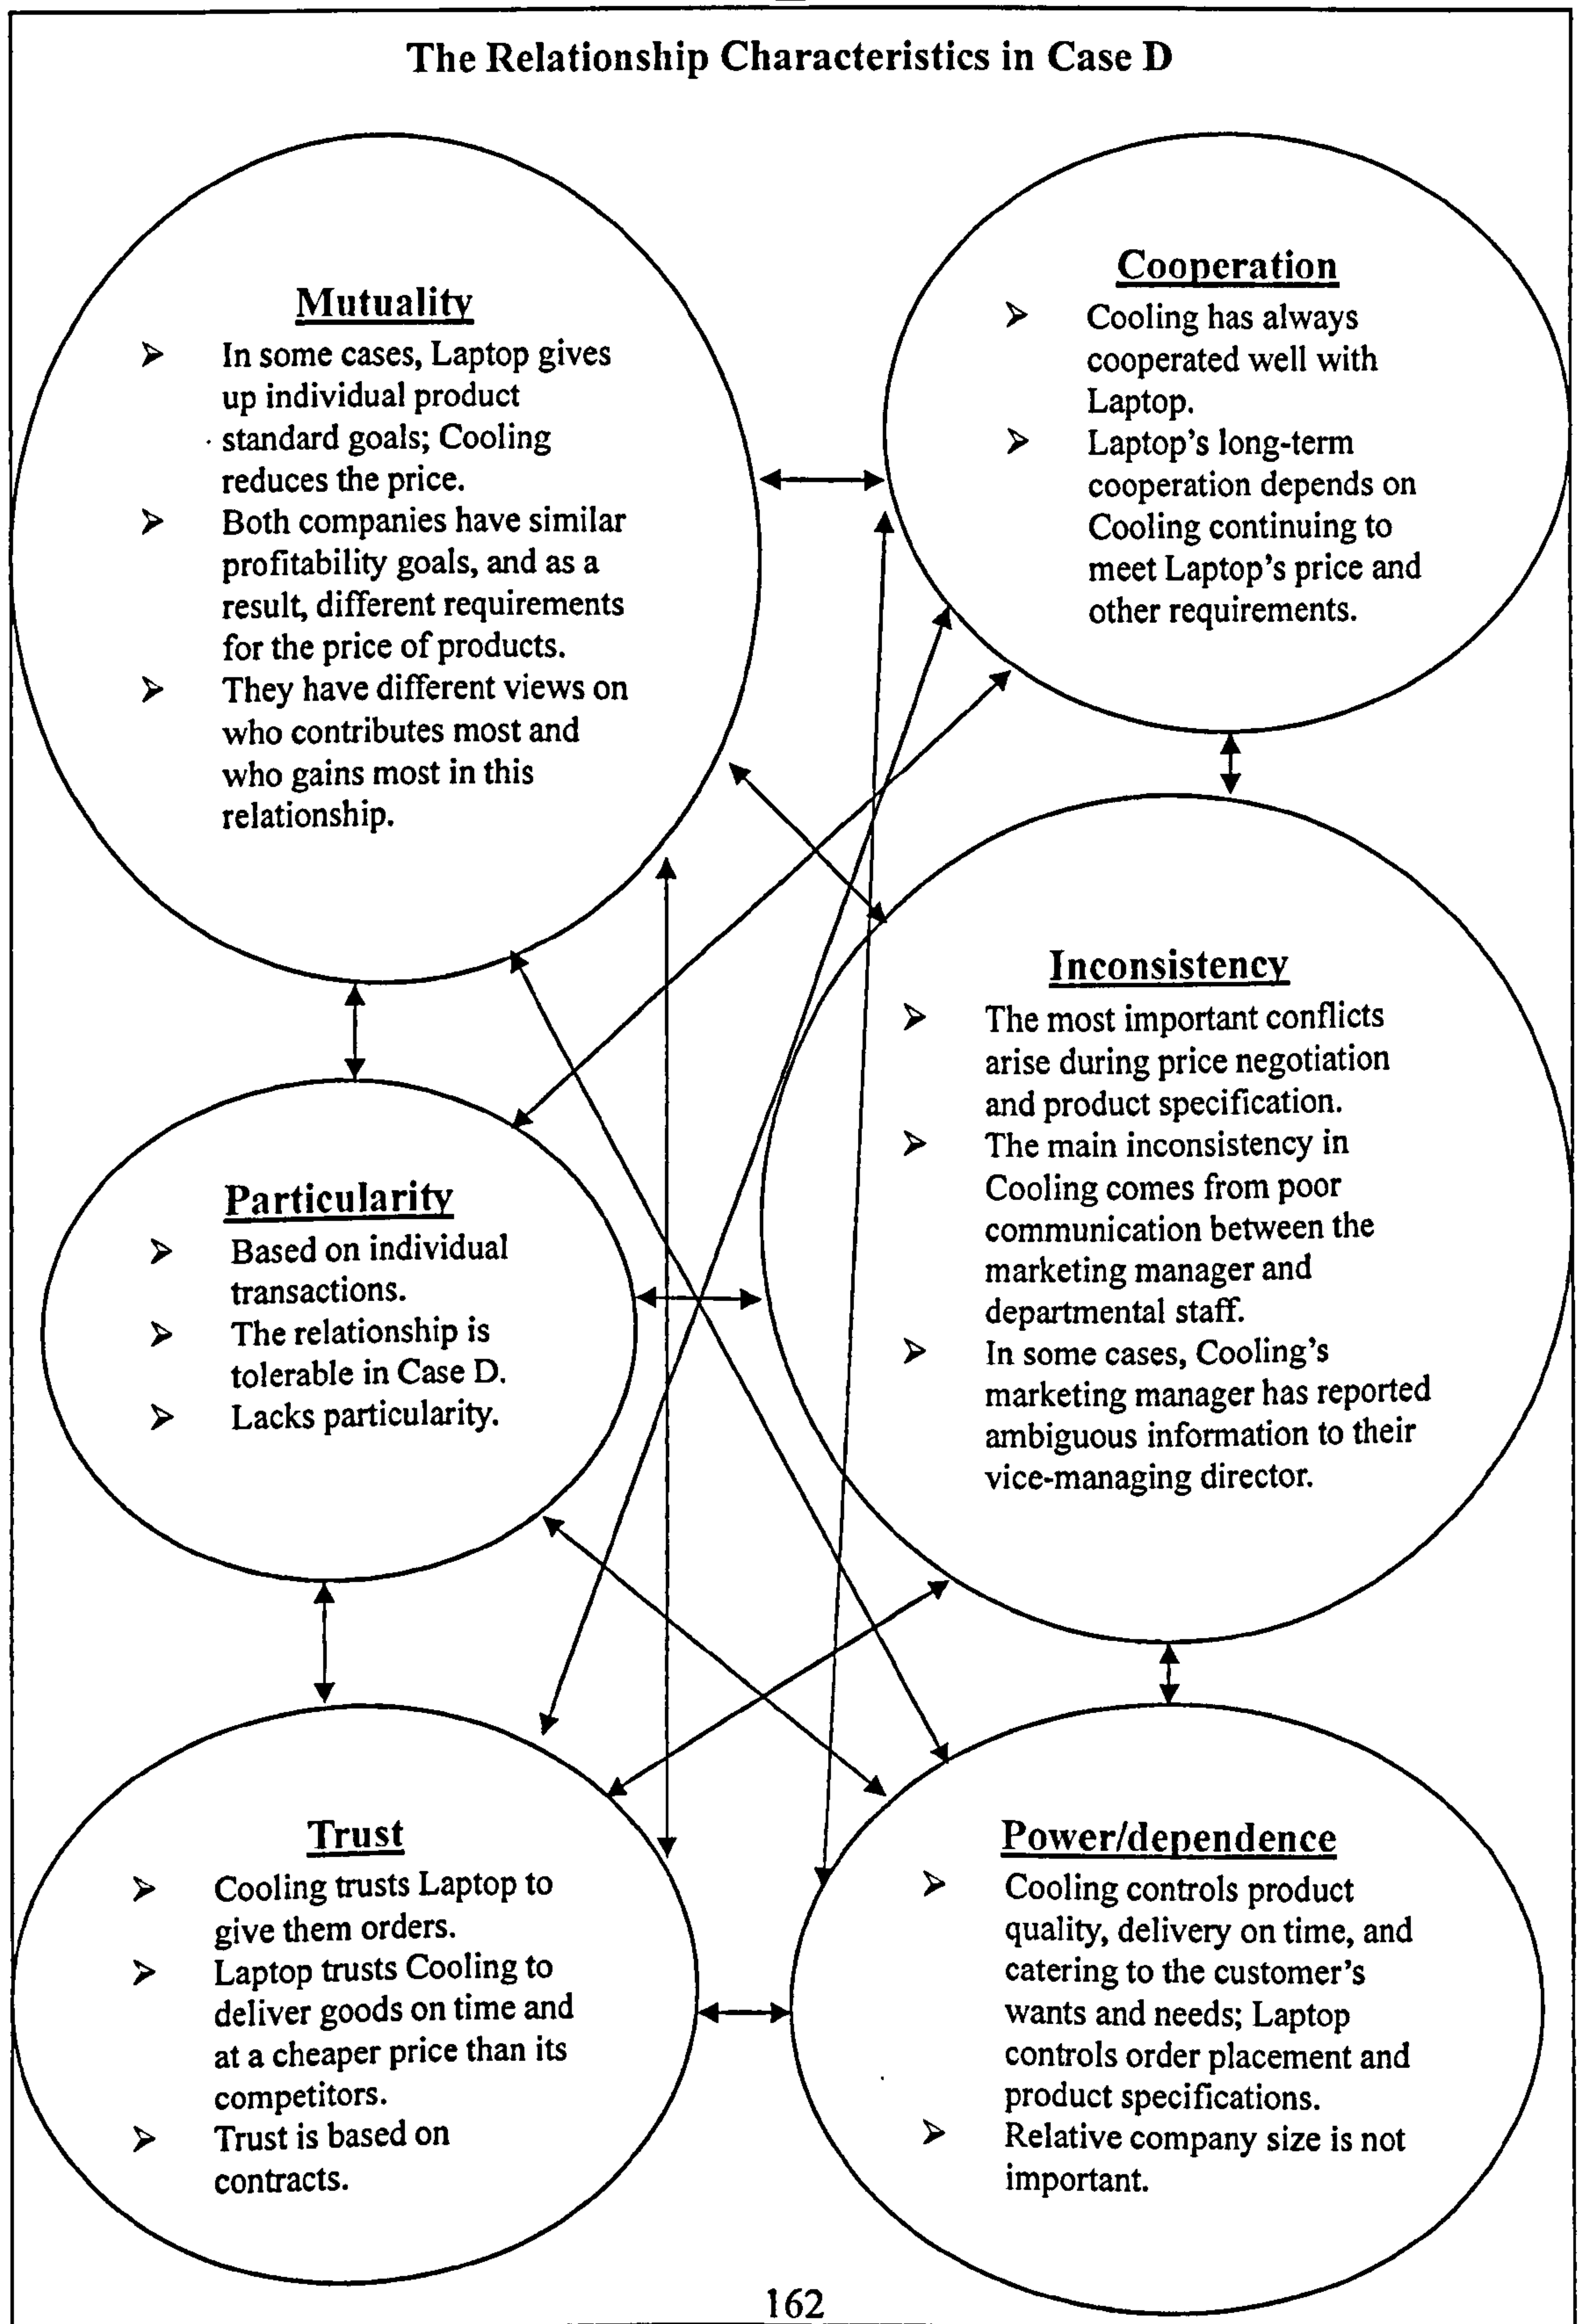 The Relationship Characteristics in Case D
Mutuality
➢ In some cases, Laptop gives
up individual product
standard goals; Cooling
reduces the price.
➢ Both companies have similar
profitability goals, and as a
result, different requirements
for the price of products.
➢ They have different views on
who contributes most and
who gains most in this
relationship.
Cooperation
➢ Cooling has always
cooperated well with
Laptop.
➢ Laptop's long-term
cooperation depends on
Cooling continuing to
meet Laptop's price and
other requirements.
Particularity
➢ Based on individual
transactions.
➢ The relationship is
tolerable in Case D.
➢ Lacks particularity.
Inconsistency
➢ The most important conflicts
arise during price negotiation
and product specification.
➢ The main inconsistency in
Cooling comes from poor
communication between the
marketing manager and
departmental staff.
➢ In some cases, Cooling's
marketing manager has reported
ambiguous information to their
vice-managing director.
Trust
➢ Cooling trusts Laptop to
give them orders.
➢ Laptop trusts Cooling to
deliver goods on time and
at a cheaper price than its
competitors.
➢ Trust is based on
contracts.
Power/dependence
➢ Cooling controls product
quality, delivery on time, and
catering to the customer's
wants and needs; Laptop
controls order placement and
product specifications.
➢ Relative company size is not
important.
162